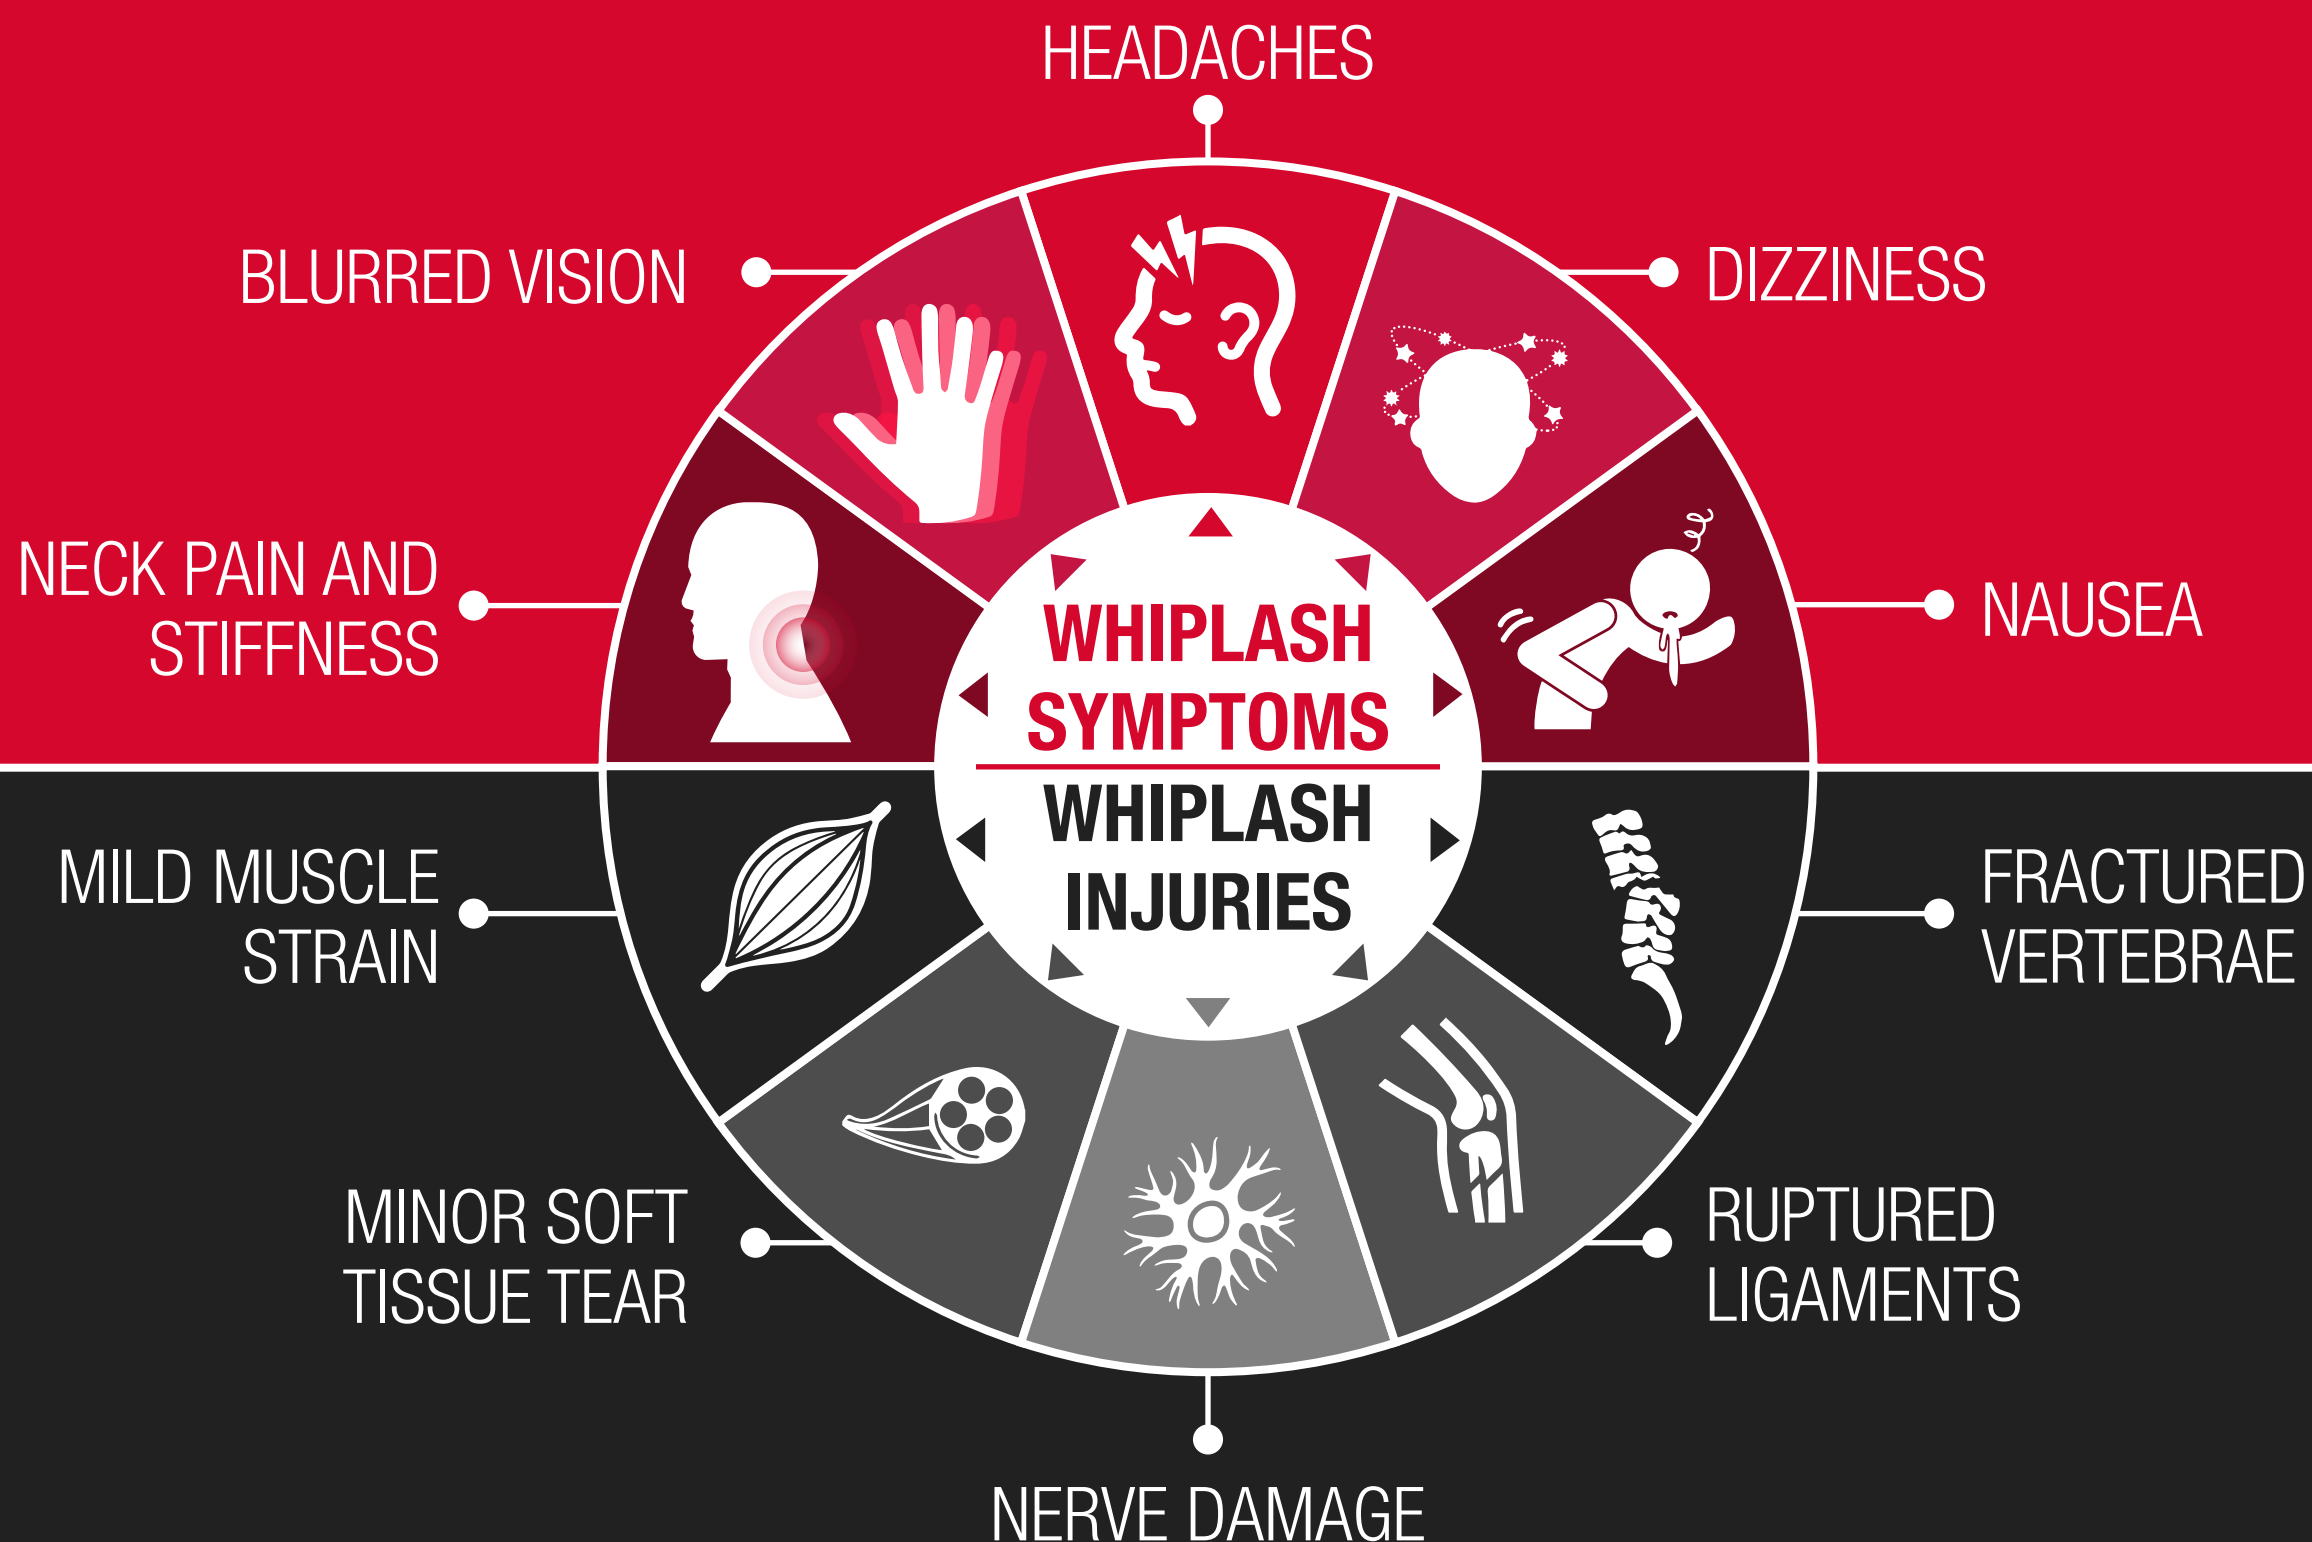 HEADACHES
BLURRED VISION
DIZZINESS
NECK PAIN AND
STIFFNESS
NAUSEA
WHIPLASH
SYMPTOMS
WHIPLASH
INJURIES
MILD MUSCLE
STRAIN
FRACTURED
VERTEBRAE
MINOR SOFT
TISSUE TEAR
RUPTURED
LIGAMENTS
NERVE DAMAGE